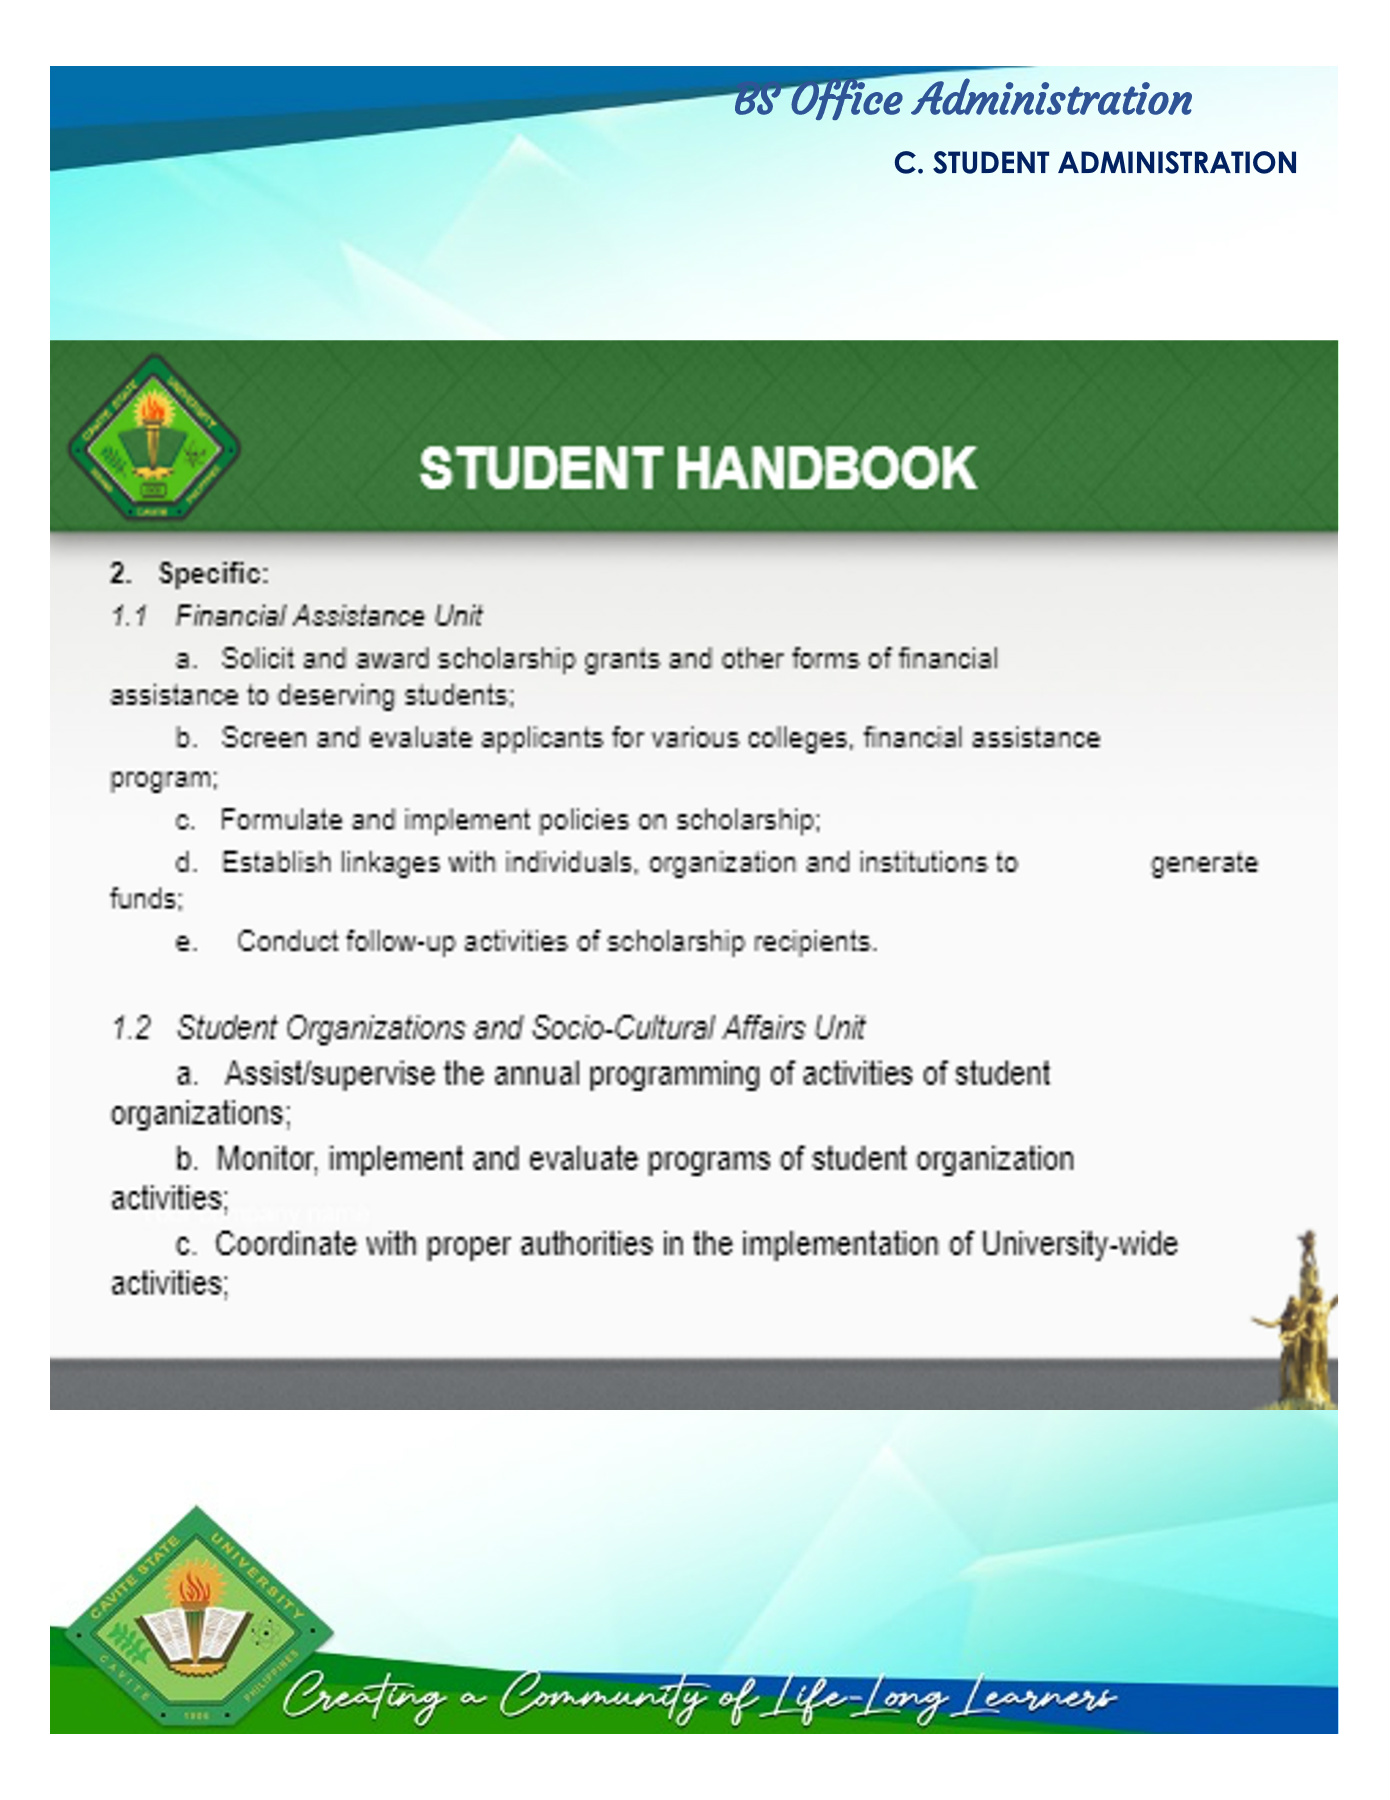 BS Office Administration
C. STUDENT ADMINISTRATION
CAVITE STATE UNIVERSITY
CAVITE
PHILIPPINES
STUDENT HANDBOOK
2. Specific:
1.1 Financial Assistance Unit
a. Solicit and award scholarship grants and other forms of financial
assistance to deserving students;
b. Screen and evaluate applicants for various colleges, financial assistance
program;
c. Formulate and implement policies on scholarship;
d. Establish linkages with individuals, organization and institutions to generate
funds;
e. Conduct follow-up activities of scholarship recipients.
1.2 Student Organizations and Socio-Cultural Affairs Unit
a. Assist/supervise the annual programming of activities of student
organizations;
b. Monitor, implement and evaluate programs of student organization
activities;
c. Coordinate with proper authorities in the implementation of University-wide
activities;
CAVITE STATE UNIVERSITY
CAVITE
PHILIPPINES
1906
Creating a Community of Life-Long Learners